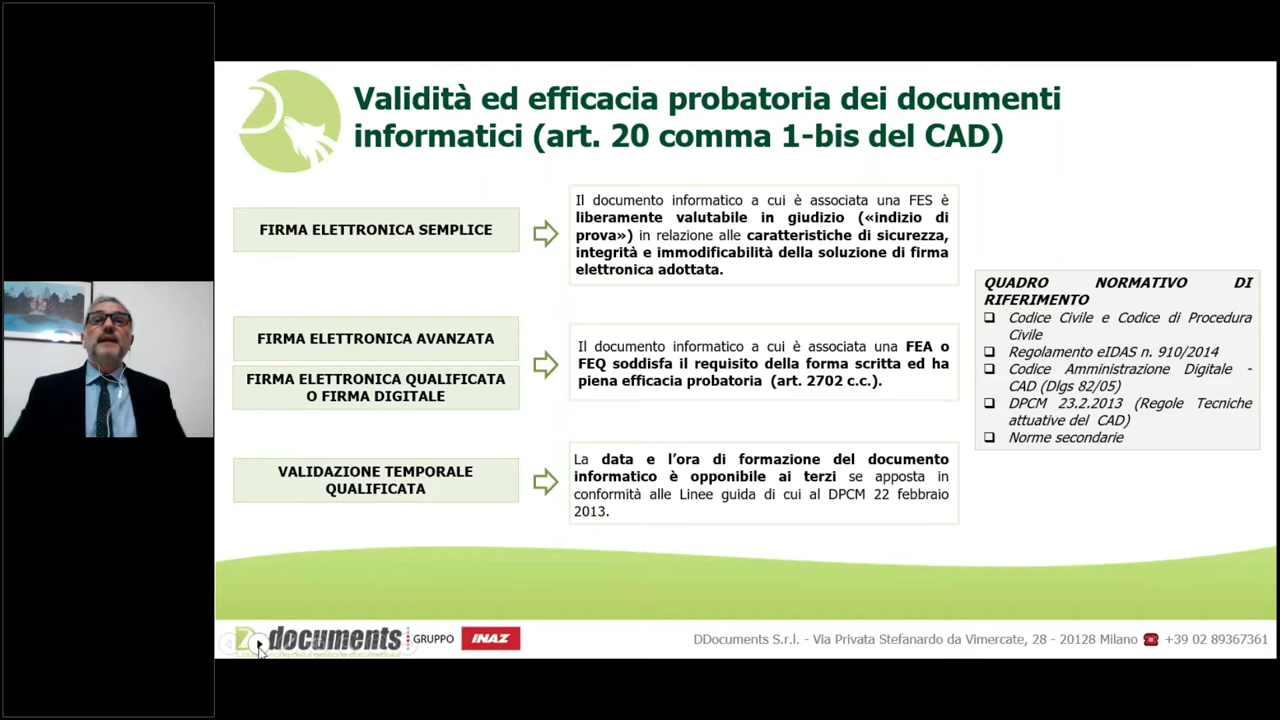 Validità ed efficacia probatoria dei documenti
informatici (art. 20 comma 1-bis del CAD)
FIRMA ELETTRONICA SEMPLICE
Il documento informatico a cui è associata una FES è
liberamente valutabile in giudizio («indizio di
prova») in relazione alle caratteristiche di sicurezza,
integrità e immodificabilità della soluzione di firma
elettronica adottata.
FIRMA ELETTRONICA AVANZATA
FIRMA ELETTRONICA QUALIFICATA
O FIRMA DIGITALE
Il documento informatico a cui è associata una FEA o
FEQ soddisfa il requisito della forma scritta ed ha
piena efficacia probatoria (art. 2702 c.c.).
VALIDAZIONE TEMPORALE
QUALIFICATA
La data e l’ora di formazione del documento
informatico è opponibile ai terzi se apposta in
conformità alle Linee guida di cui al DPCM 22 febbraio
2013.
QUADRO NORMATIVO DI
RIFERIMENTO
Codice Civile e Codice di Procedura
Civile
Regolamento eIDAS n. 910/2014
Codice Amministrazione Digitale -
CAD (Dlgs 82/05)
DPCM 23.2.2013 (Regole Tecniche
attuative del CAD)
Norme secondarie
documents GRUPPO INAZ
DDocuments S.r.l. - Via Privata Stefanardo da Vimercate, 28 - 20128 Milano ☎ +39 02 89367361